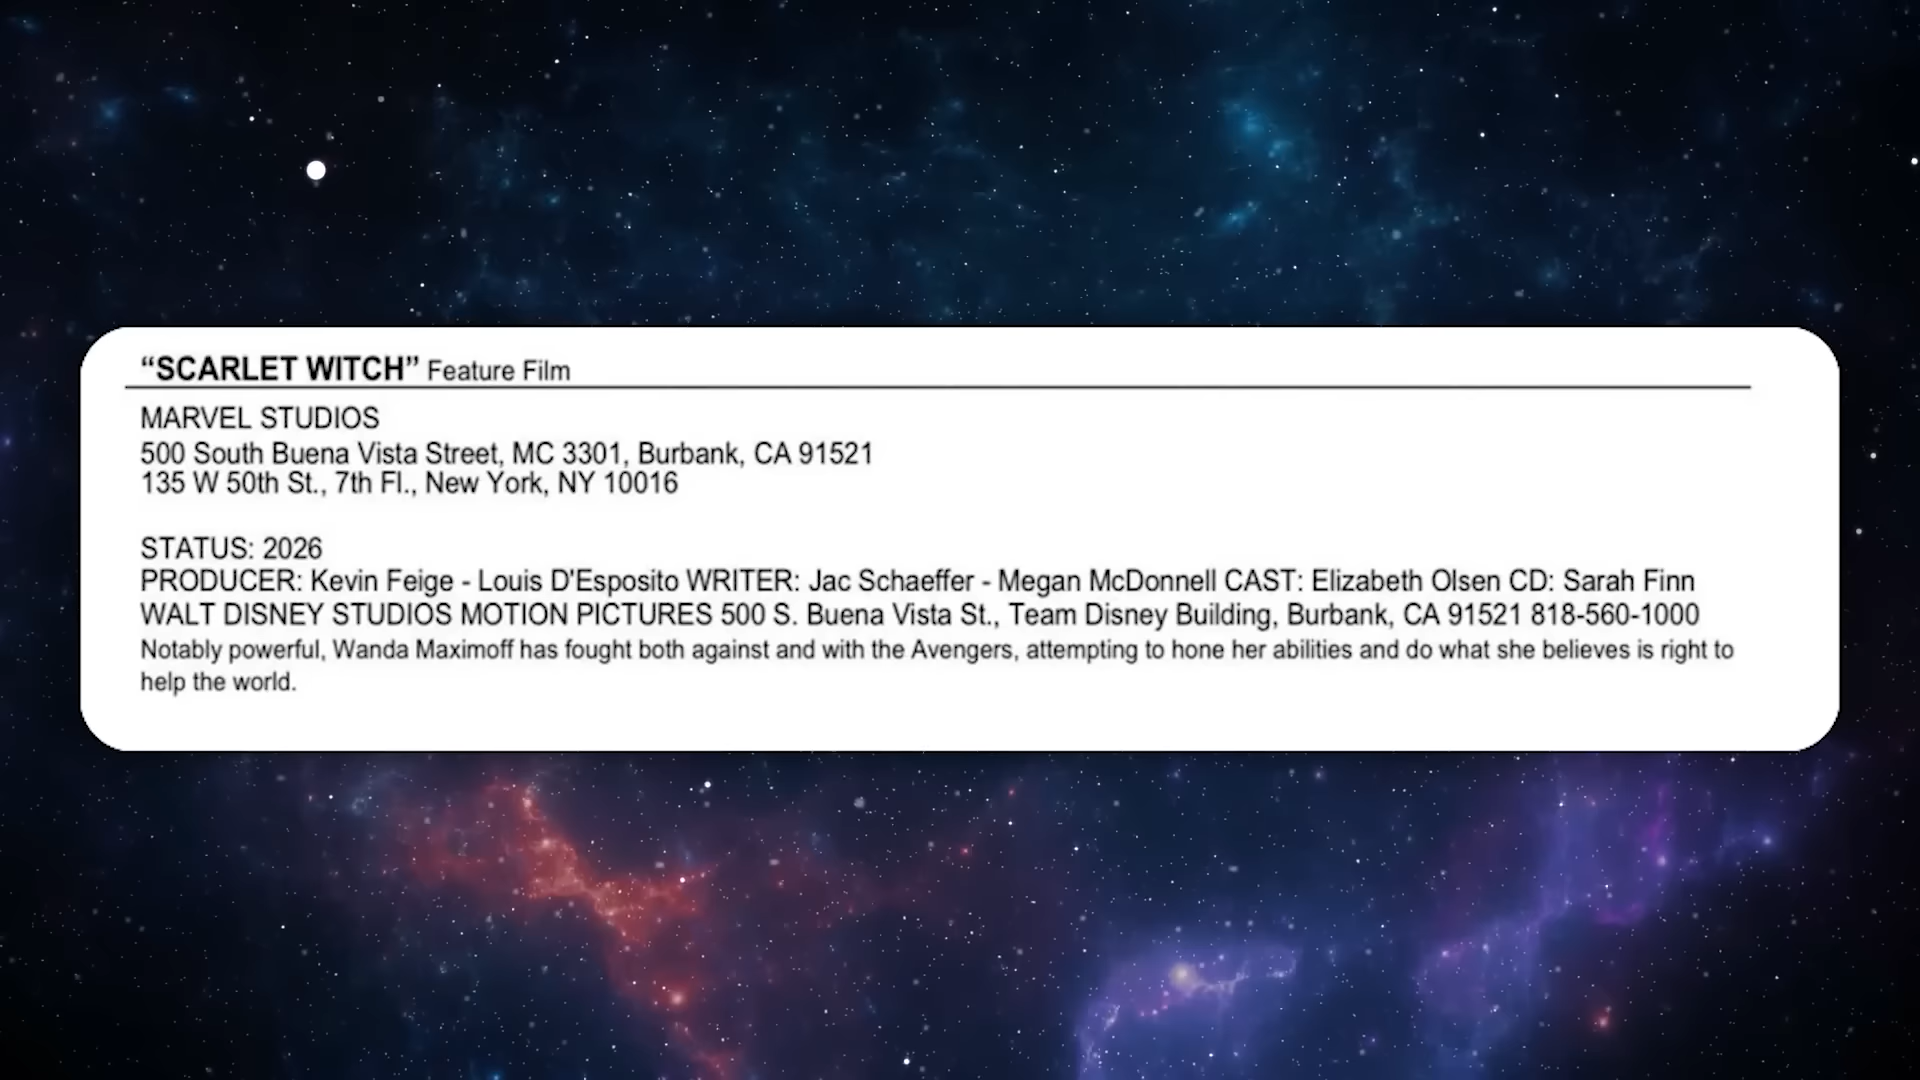 “SCARLET WITCH” Feature Film
MARVEL STUDIOS
500 South Buena Vista Street, MC 3301, Burbank, CA 91521
135 W 50th St., 7th Fl., New York, NY 10016
STATUS: 2026
PRODUCER: Kevin Feige - Louis D'Esposito WRITER: Jac Schaeffer - Megan McDonnell CAST: Elizabeth Olsen CD: Sarah Finn
WALT DISNEY STUDIOS MOTION PICTURES 500 S. Buena Vista St., Team Disney Building, Burbank, CA 91521 818-560-1000
Notably powerful, Wanda Maximoff has fought both against and with the Avengers, attempting to hone her abilities and do what she believes is right to
help the world.